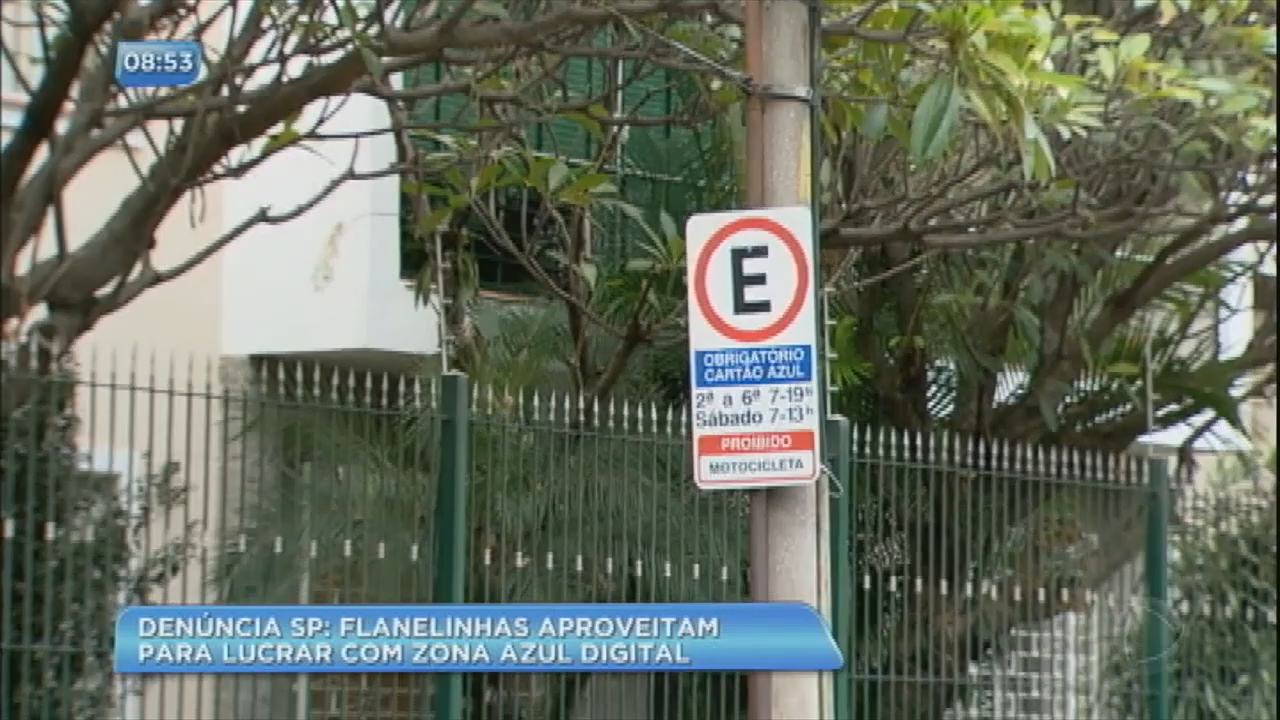 08:53
E
OBRIGATÓRIO
CARTÃO AZUL
2ª a 6ª 7-19h
Sábado 7-13h
PROIBIDO
MOTOCICLETA
DENÚNCIA SP: FLANELINHAS APROVEITAM
PARA LUCRAR COM ZONA AZUL DIGITAL